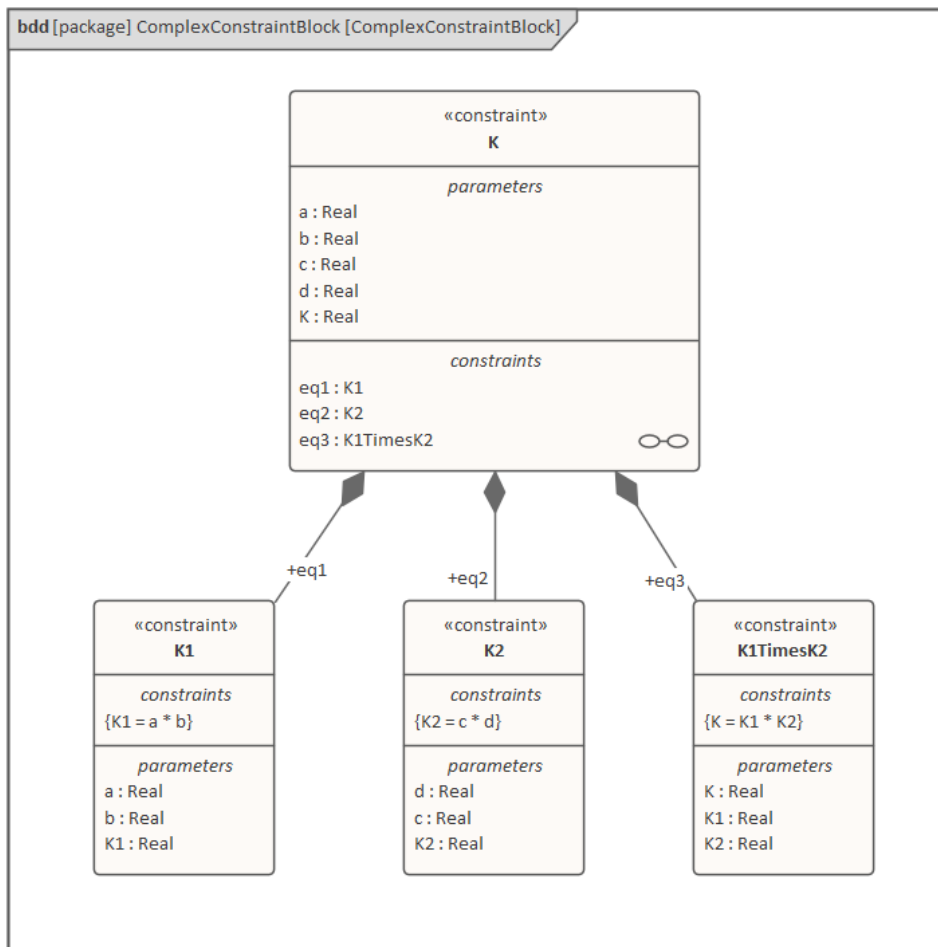 bdd [package] ComplexConstraintBlock [ComplexConstraintBlock]
«constraint»
K
parameters
a : Real
b : Real
c : Real
d : Real
K : Real
constraints
eq1 : K1
eq2 : K2
eq3 : K1TimesK2
+eq1
+eq2
+eq3
«constraint»
K1
constraints
{K1 = a * b}
parameters
a : Real
b : Real
K1 : Real
«constraint»
K2
constraints
{K2 = c * d}
parameters
d : Real
c : Real
K2 : Real
«constraint»
K1TimesK2
constraints
{K = K1 * K2}
parameters
K : Real
K1 : Real
K2 : Real